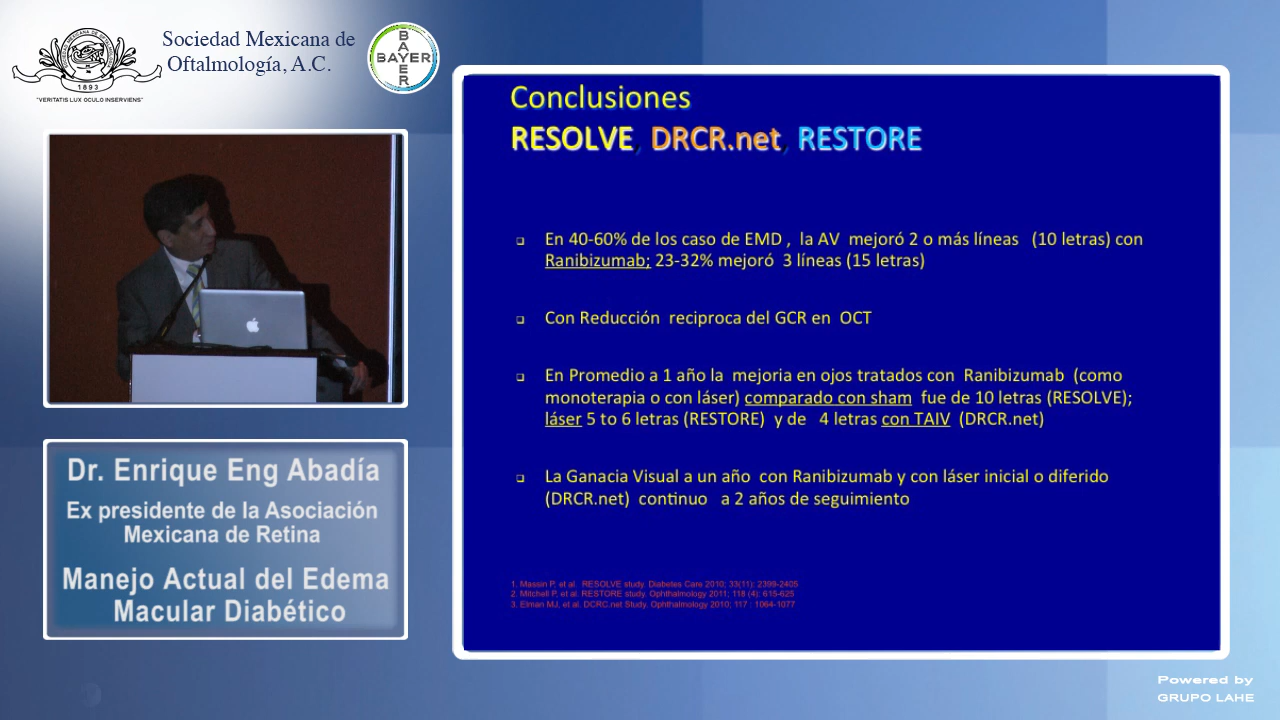 Sociedad Mexicana de
Oftalmología, A.C.
1893
"VERITATIS LUX OCULO INSERVIENS"
BAYER
BAYER
Dr. Enrique Eng Abadía
Ex presidente de la Asociación
Mexicana de Retina
Manejo Actual del Edema
Macular Diabético
Conclusiones
RESOLVE, DRCR.net, RESTORE
En 40-60% de los caso de EMD , la AV mejoró 2 o más líneas (10 letras) con
Ranibizumab; 23-32% mejoró 3 líneas (15 letras)
Con Reducción reciproca del GCR en OCT
En Promedio a 1 año la mejoria en ojos tratados con Ranibizumab (como
monoterapia o con láser) comparado con sham fue de 10 letras (RESOLVE);
láser 5 to 6 letras (RESTORE) y de 4 letras con TAIV (DRCR.net)
La Ganacia Visual a un año con Ranibizumab y con láser inicial o diferido
(DRCR.net) continuo a 2 años de seguimiento
1. Massin P, et al. RESOLVE study. Diabetes Care 2010; 33(11): 2399-2405
2. Mitchell P, et al. RESTORE study. Ophthalmology 2011; 118 (4): 615-625
3. Elman MJ, et al. DCRC.net Study. Ophthalmology 2010; 117 : 1064-1077
Powered by
GRUPO LAHE